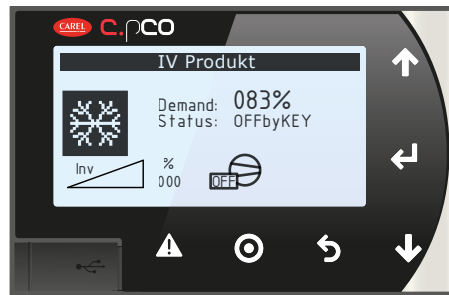 CAREL c.pCO
IV Produkt
Demand: 083%
Status: OFFbyKEY
Inv
%
000
OFF